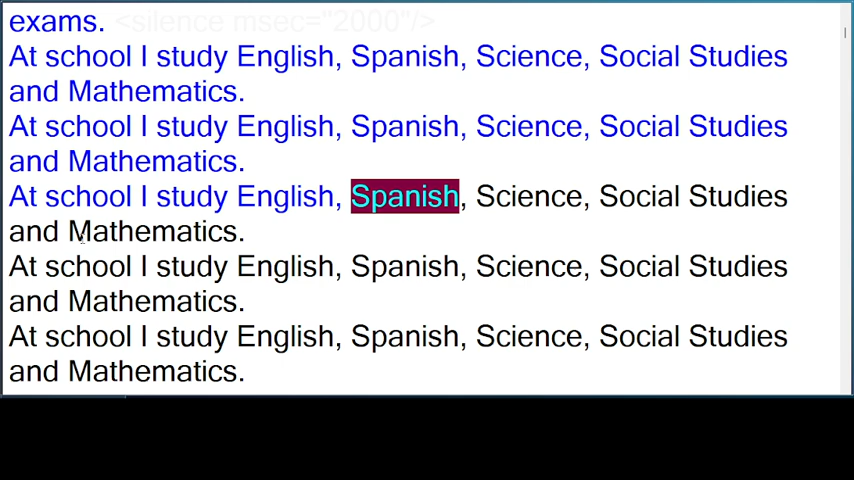 exams. <silence msec="2000"/>
At school I study English, Spanish, Science, Social Studies
and Mathematics.
At school I study English, Spanish, Science, Social Studies
and Mathematics.
At school I study English, Spanish, Science, Social Studies
and Mathematics.
At school I study English, Spanish, Science, Social Studies
and Mathematics.
At school I study English, Spanish, Science, Social Studies
and Mathematics.